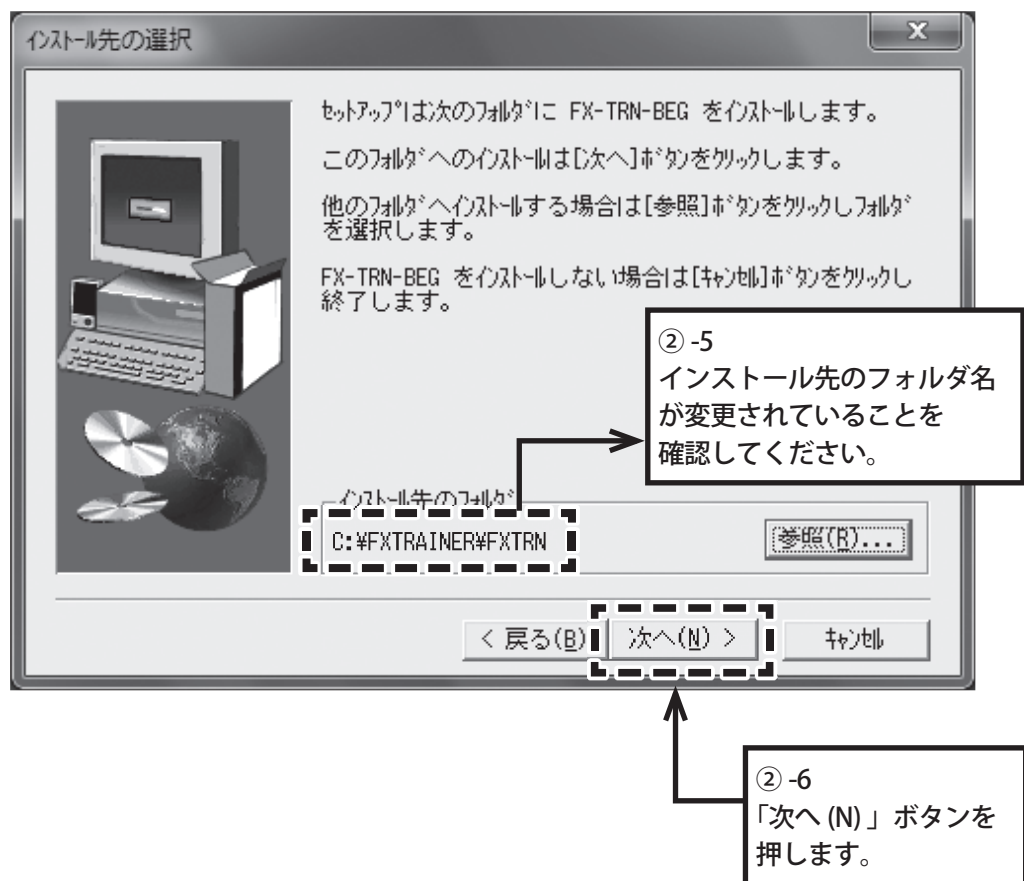 ｲﾝｽﾄｰﾙ先の選択
ｾｯﾄｱｯﾌﾟは次のﾌｫﾙﾀﾞに FX-TRN-BEG をｲﾝｽﾄｰﾙします。
このﾌｫﾙﾀﾞへのｲﾝｽﾄｰﾙは[次へ]ﾎﾞﾀﾝをｸﾘｯｸします。
他のﾌｫﾙﾀﾞへｲﾝｽﾄｰﾙする場合は[参照]ﾎﾞﾀﾝをｸﾘｯｸしﾌｫﾙﾀﾞ
を選択します。
FX-TRN-BEG をｲﾝｽﾄｰﾙしない場合は[ｷｬﾝｾﾙ]ﾎﾞﾀﾝをｸﾘｯｸし
終了します。
② -5
インストール先のフォルダ名
が変更されていることを
確認してください。
ｲﾝｽﾄｰﾙ先のﾌｫﾙﾀﾞ
C:¥FXTRAINER¥FXTRN
参照(R)...
< 戻る(B)
次へ(N) >
ｷｬﾝｾﾙ
② -6
「次へ (N) 」ボタンを
押します。